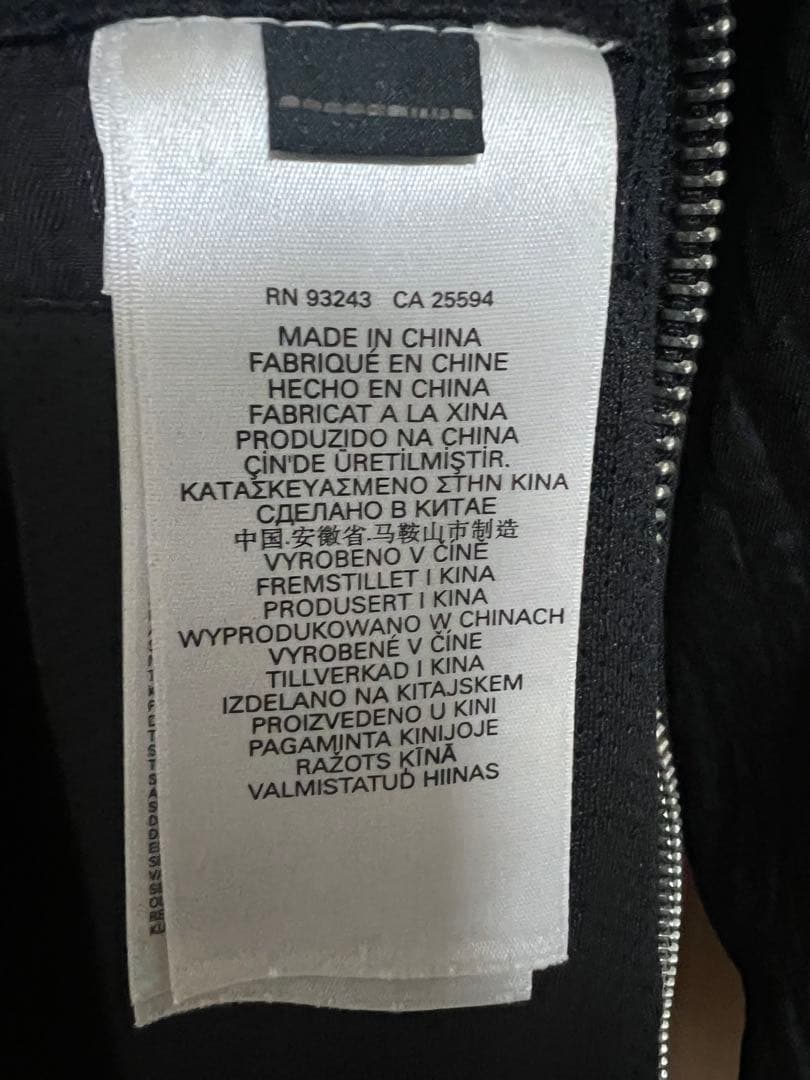 RN 93243 CA 25594
MADE IN CHINA
FABRIQUÉ EN CHINE
HECHO EN CHINA
FABRICAT A LA XINA
PRODUZIDO NA CHINA
ÇİN'DE ÜRETİLMİŞTİR.
ΚΑΤΑΣΚΕΥΑΣΜΕΝΟ ΣΤΗΝ ΚΙΝΑ
СДЕЛАНО В КИТАЕ
中国.安徽省.马鞍山市制造
VYROBENO V ČÍNĚ
FREMSTILLET I KINA
PRODUSERT I KINA
WYPRODUKOWANO W CHINACH
VYROBENÉ V ČÍNE
TILLVERKAD I KINA
IZDELANO NA KITAJSKEM
PROIZVEDENO U KINI
PAGAMINTA KINIJOJE
RAŽOTS ĶĪNĀ
VALMISTATUD HIINAS